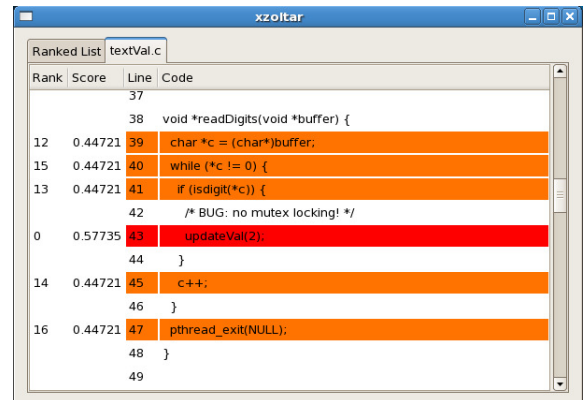 xzoltar
Ranked List textVal.c
Rank Score Line Code
37
38 void *readDigits(void *buffer) {
12 0.44721 39 char *c = (char*)buffer;
15 0.44721 40 while (*c != 0) {
13 0.44721 41 if (isdigit(*c)) {
42 /* BUG: no mutex locking! */
0 0.57735 43 updateVal(2);
44 }
14 0.44721 45 c++;
46 }
16 0.44721 47 pthread_exit(NULL);
48 }
49